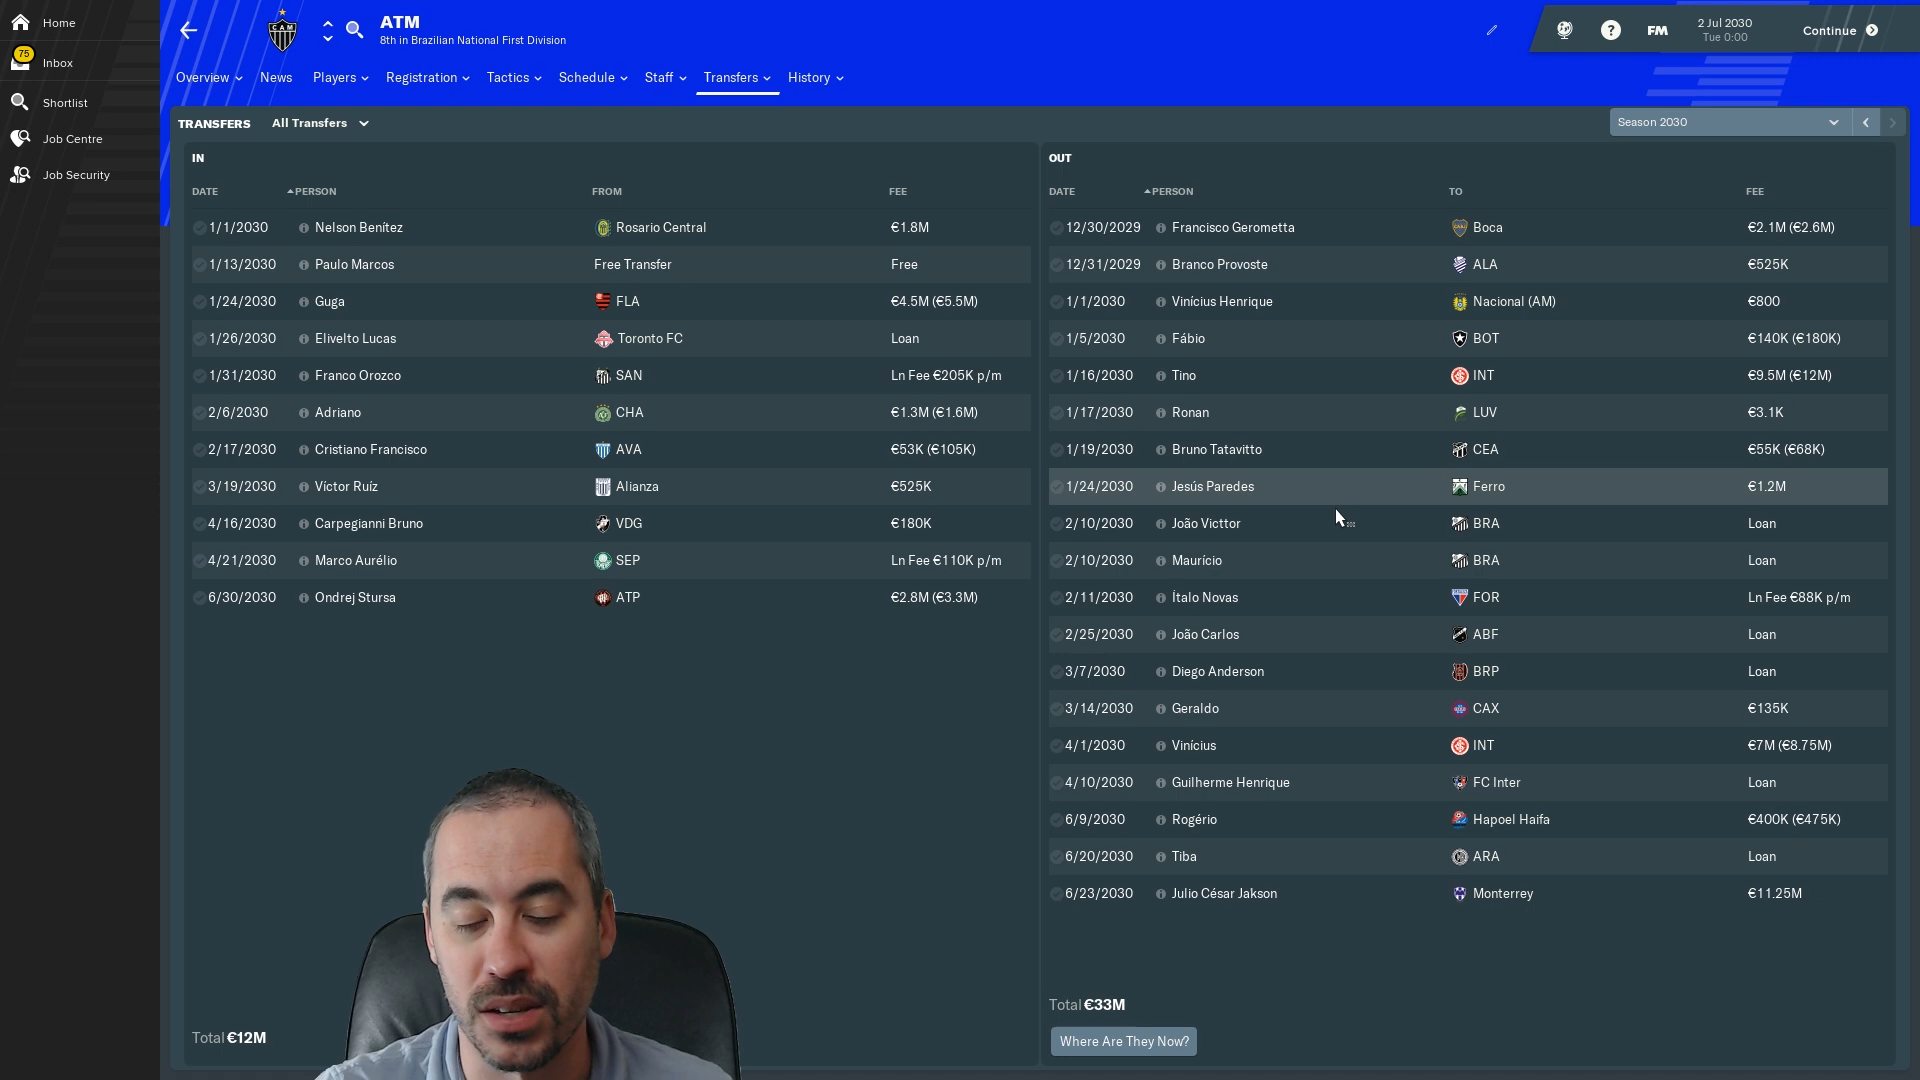 Home
75
Inbox
Shortlist
Job Centre
Job Security
CAM
ATM
8th in Brazilian National First Division
?
FM
2 Jul 2030
Tue 0:00
Continue
Overview
News
Players
Registration
Tactics
Schedule
Staff
Transfers
History
TRANSFERS
All Transfers
Season 2030
IN
DATE PERSON FROM FEE
1/1/2030 Nelson Benítez Rosario Central €1.8M
1/13/2030 Paulo Marcos Free Transfer Free
1/24/2030 Guga FLA €4.5M (€5.5M)
1/26/2030 Elivelto Lucas Toronto FC Loan
1/31/2030 Franco Orozco SAN Ln Fee €205K p/m
2/6/2030 Adriano CHA €1.3M (€1.6M)
2/17/2030 Cristiano Francisco AVA €53K (€105K)
3/19/2030 Víctor Ruíz Alianza €525K
4/16/2030 Carpegianni Bruno VDG €180K
4/21/2030 Marco Aurélio SEP Ln Fee €110K p/m
6/30/2030 Ondrej Stursa ATP €2.8M (€3.3M)
Total €12M
OUT
DATE PERSON TO FEE
12/30/2029 Francisco Gerometta Boca €2.1M (€2.6M)
12/31/2029 Branco Provoste ALA €525K
1/1/2030 Vinícius Henrique Nacional (AM) €800
1/5/2030 Fábio BOT €140K (€180K)
1/16/2030 Tino INT €9.5M (€12M)
1/17/2030 Ronan LUV €3.1K
1/19/2030 Bruno Tatavitto CEA €55K (€68K)
1/24/2030 Jesús Paredes Ferro €1.2M
2/10/2030 João Victtor BRA Loan
2/10/2030 Maurício BRA Loan
2/11/2030 Ítalo Novas FOR Ln Fee €88K p/m
2/25/2030 João Carlos ABF Loan
3/7/2030 Diego Anderson BRP Loan
3/14/2030 Geraldo CAX €135K
4/1/2030 Vinícius INT €7M (€8.75M)
4/10/2030 Guilherme Henrique FC Inter Loan
6/9/2030 Rogério Hapoel Haifa €400K (€475K)
6/20/2030 Tiba ARA Loan
6/23/2030 Julio César Jakson Monterrey €11.25M
Total €33M
Where Are They Now?